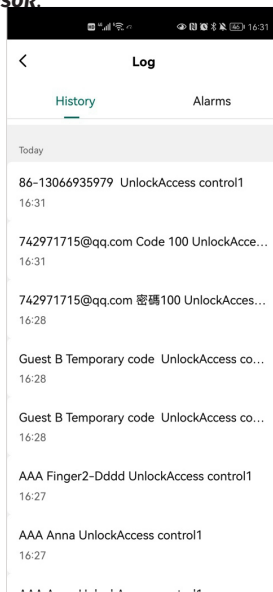 HD 16:31
Log
History Alarms
Today
86-13066935979 UnlockAccess control1
16:31
742971715@qq.com Code 100 UnlockAcce...
16:31
742971715@qq.com 密碼100 UnlockAcces...
16:28
Guest B Temporary code UnlockAccess co...
16:28
Guest B Temporary code UnlockAccess co...
16:28
AAA Finger2-Dddd UnlockAccess control1
16:27
AAA Anna UnlockAccess control1
16:27